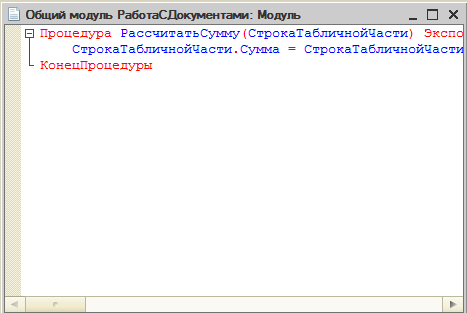 Общий модуль РаботаСДокументами: Модуль
Процедура РассчитатьСумму(СтрокаТабличнойЧасти) Экспо
СтрокаТабличнойЧасти.Сумма = СтрокаТабличнойЧасти
КонецПроцедуры